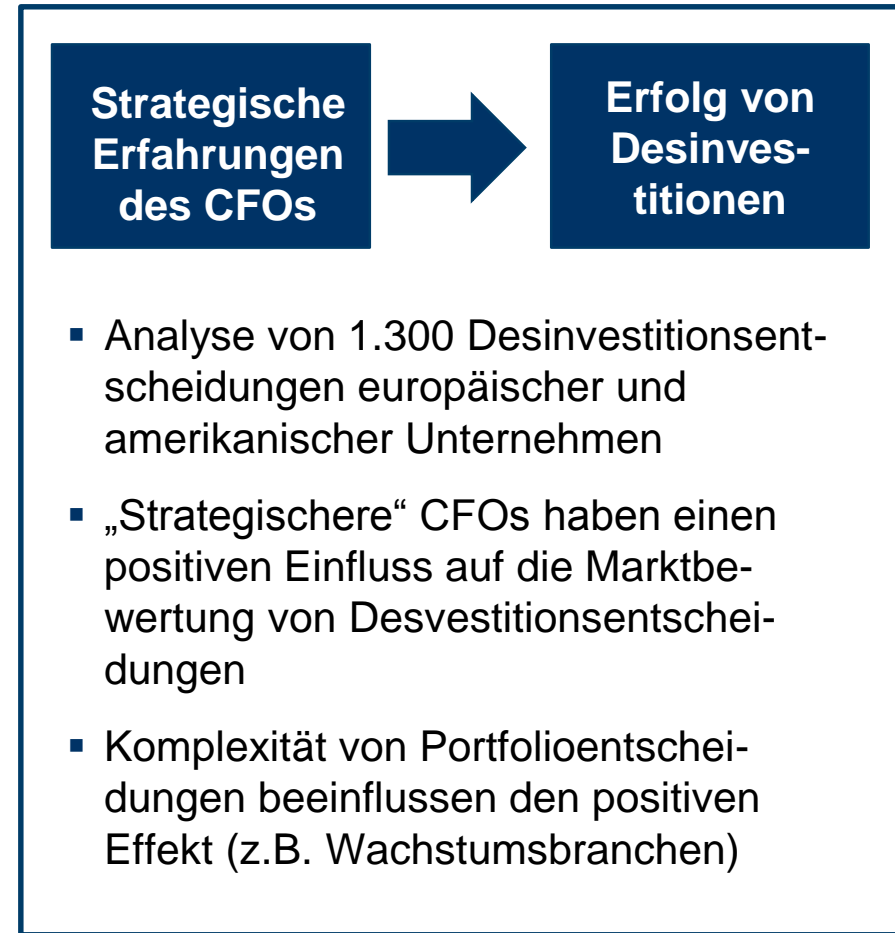 Strategische
Erfahrungen
des CFOs
Erfolg von
Desinves-
titionen
▪ Analyse von 1.300 Desinvestitionsent-
scheidungen europäischer und
amerikanischer Unternehmen
▪ „Strategischere“ CFOs haben einen
positiven Einfluss auf die Marktbe-
wertung von Desvestitionsentschei-
dungen
▪ Komplexität von Portfolioentschei-
dungen beeinflussen den positiven
Effekt (z.B. Wachstumsbranchen)